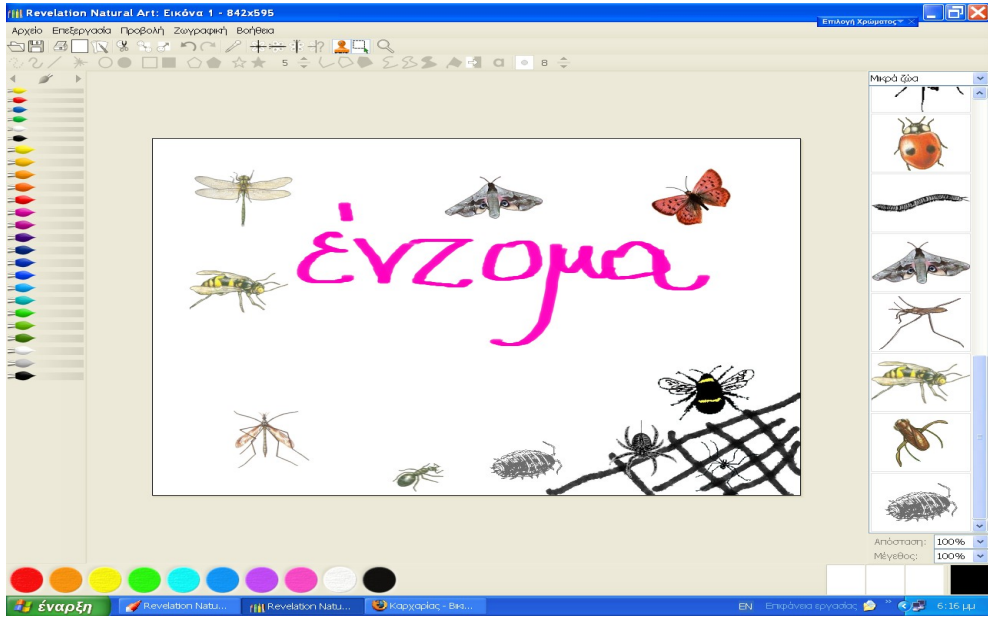 Revelation Natural Art: Εικόνα 1 - 842x595
Επιλογή Χρώματος
Αρχείο Επεξεργασία Προβολή Ζωγραφική Βοήθεια
5
a
8
Μικρά ζώα
ένζομα
Απόσταση: 100%
Μέγεθος: 100%
έναρξη
Revelation Natu...
Revelation Natu...
Καρχαρίας - Βικι...
EN
Επιφάνεια εργασίας
»
6:16 μμ